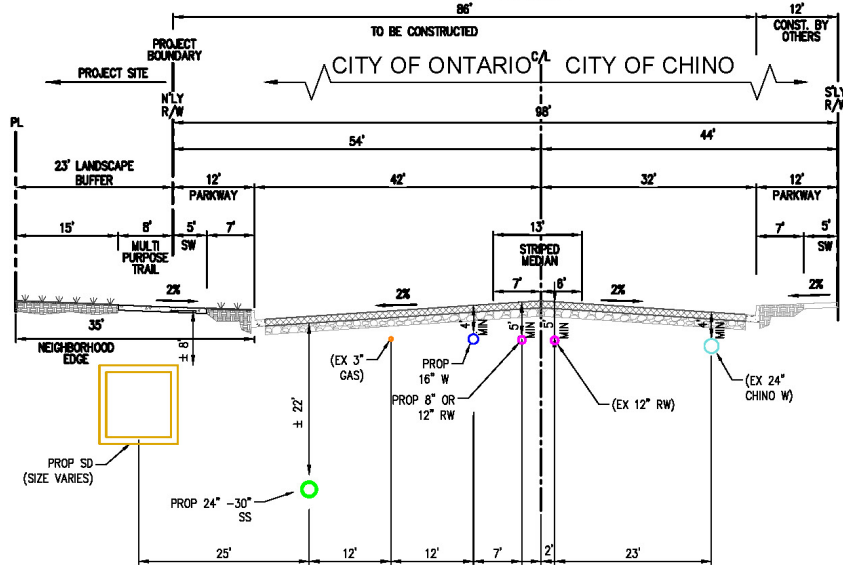 86'
12'
TO BE CONSTRUCTED
CONST. BY
OTHERS
PROJECT
BOUNDARY
PROJECT SITE
CITY OF ONTARIO
C/L
CITY OF CHINO
N'LY
R/W
S'LY
R/W
98'
PL
54'
44'
23' LANDSCAPE
BUFFER
12'
PARKWAY
42'
32'
12'
PARKWAY
15'
8'
5'
7'
MULTI
PURPOSE
TRAIL
SW
13'
STRIPED
MEDIAN
7'
5'
SW
7'
6'
2%
2%
2%
2%
35'
NEIGHBORHOOD
EDGE
± 8'
4'
MIN
5'
MIN
5'
MIN
4'
MIN
(EX 3"
GAS)
PROP
16" W
PROP 8" OR
12" RW
(EX 12" RW)
(EX 24"
CHINO W)
± 22'
PROP SD
(SIZE VARIES)
PROP 24" -30"
SS
25'
12'
12'
7'
2'
23'